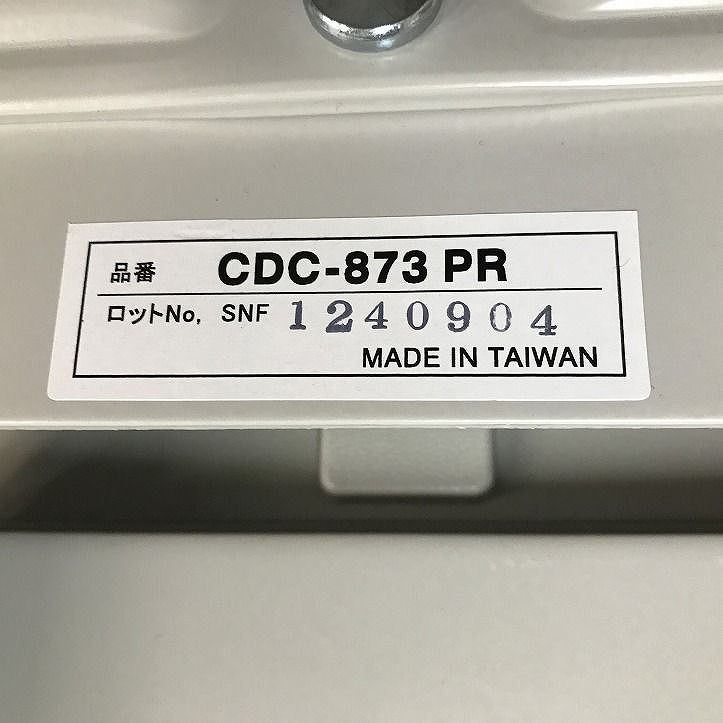 品番 CDC-873 PR
ロットNo, SNF 1240904
MADE IN TAIWAN